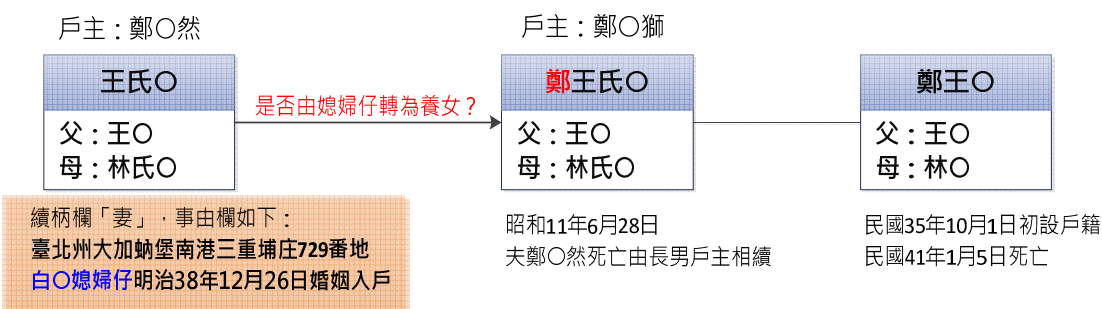 戶主：鄭〇然
王氏〇
父：王〇
母：林氏〇
續柄欄「妻」，事由欄如下：
臺北州大加蚋堡南港三重埔庄729番地
白〇媳婦仔明治38年12月26日婚姻入戶
是否由媳婦仔轉為養女？
戶主：鄭〇獅
鄭王氏〇
父：王〇
母：林氏〇
昭和11年6月28日
夫鄭〇然死亡由長男戶主相續
鄭王〇
父：王〇
母：林〇
民國35年10月1日初設戶籍
民國41年1月5日死亡